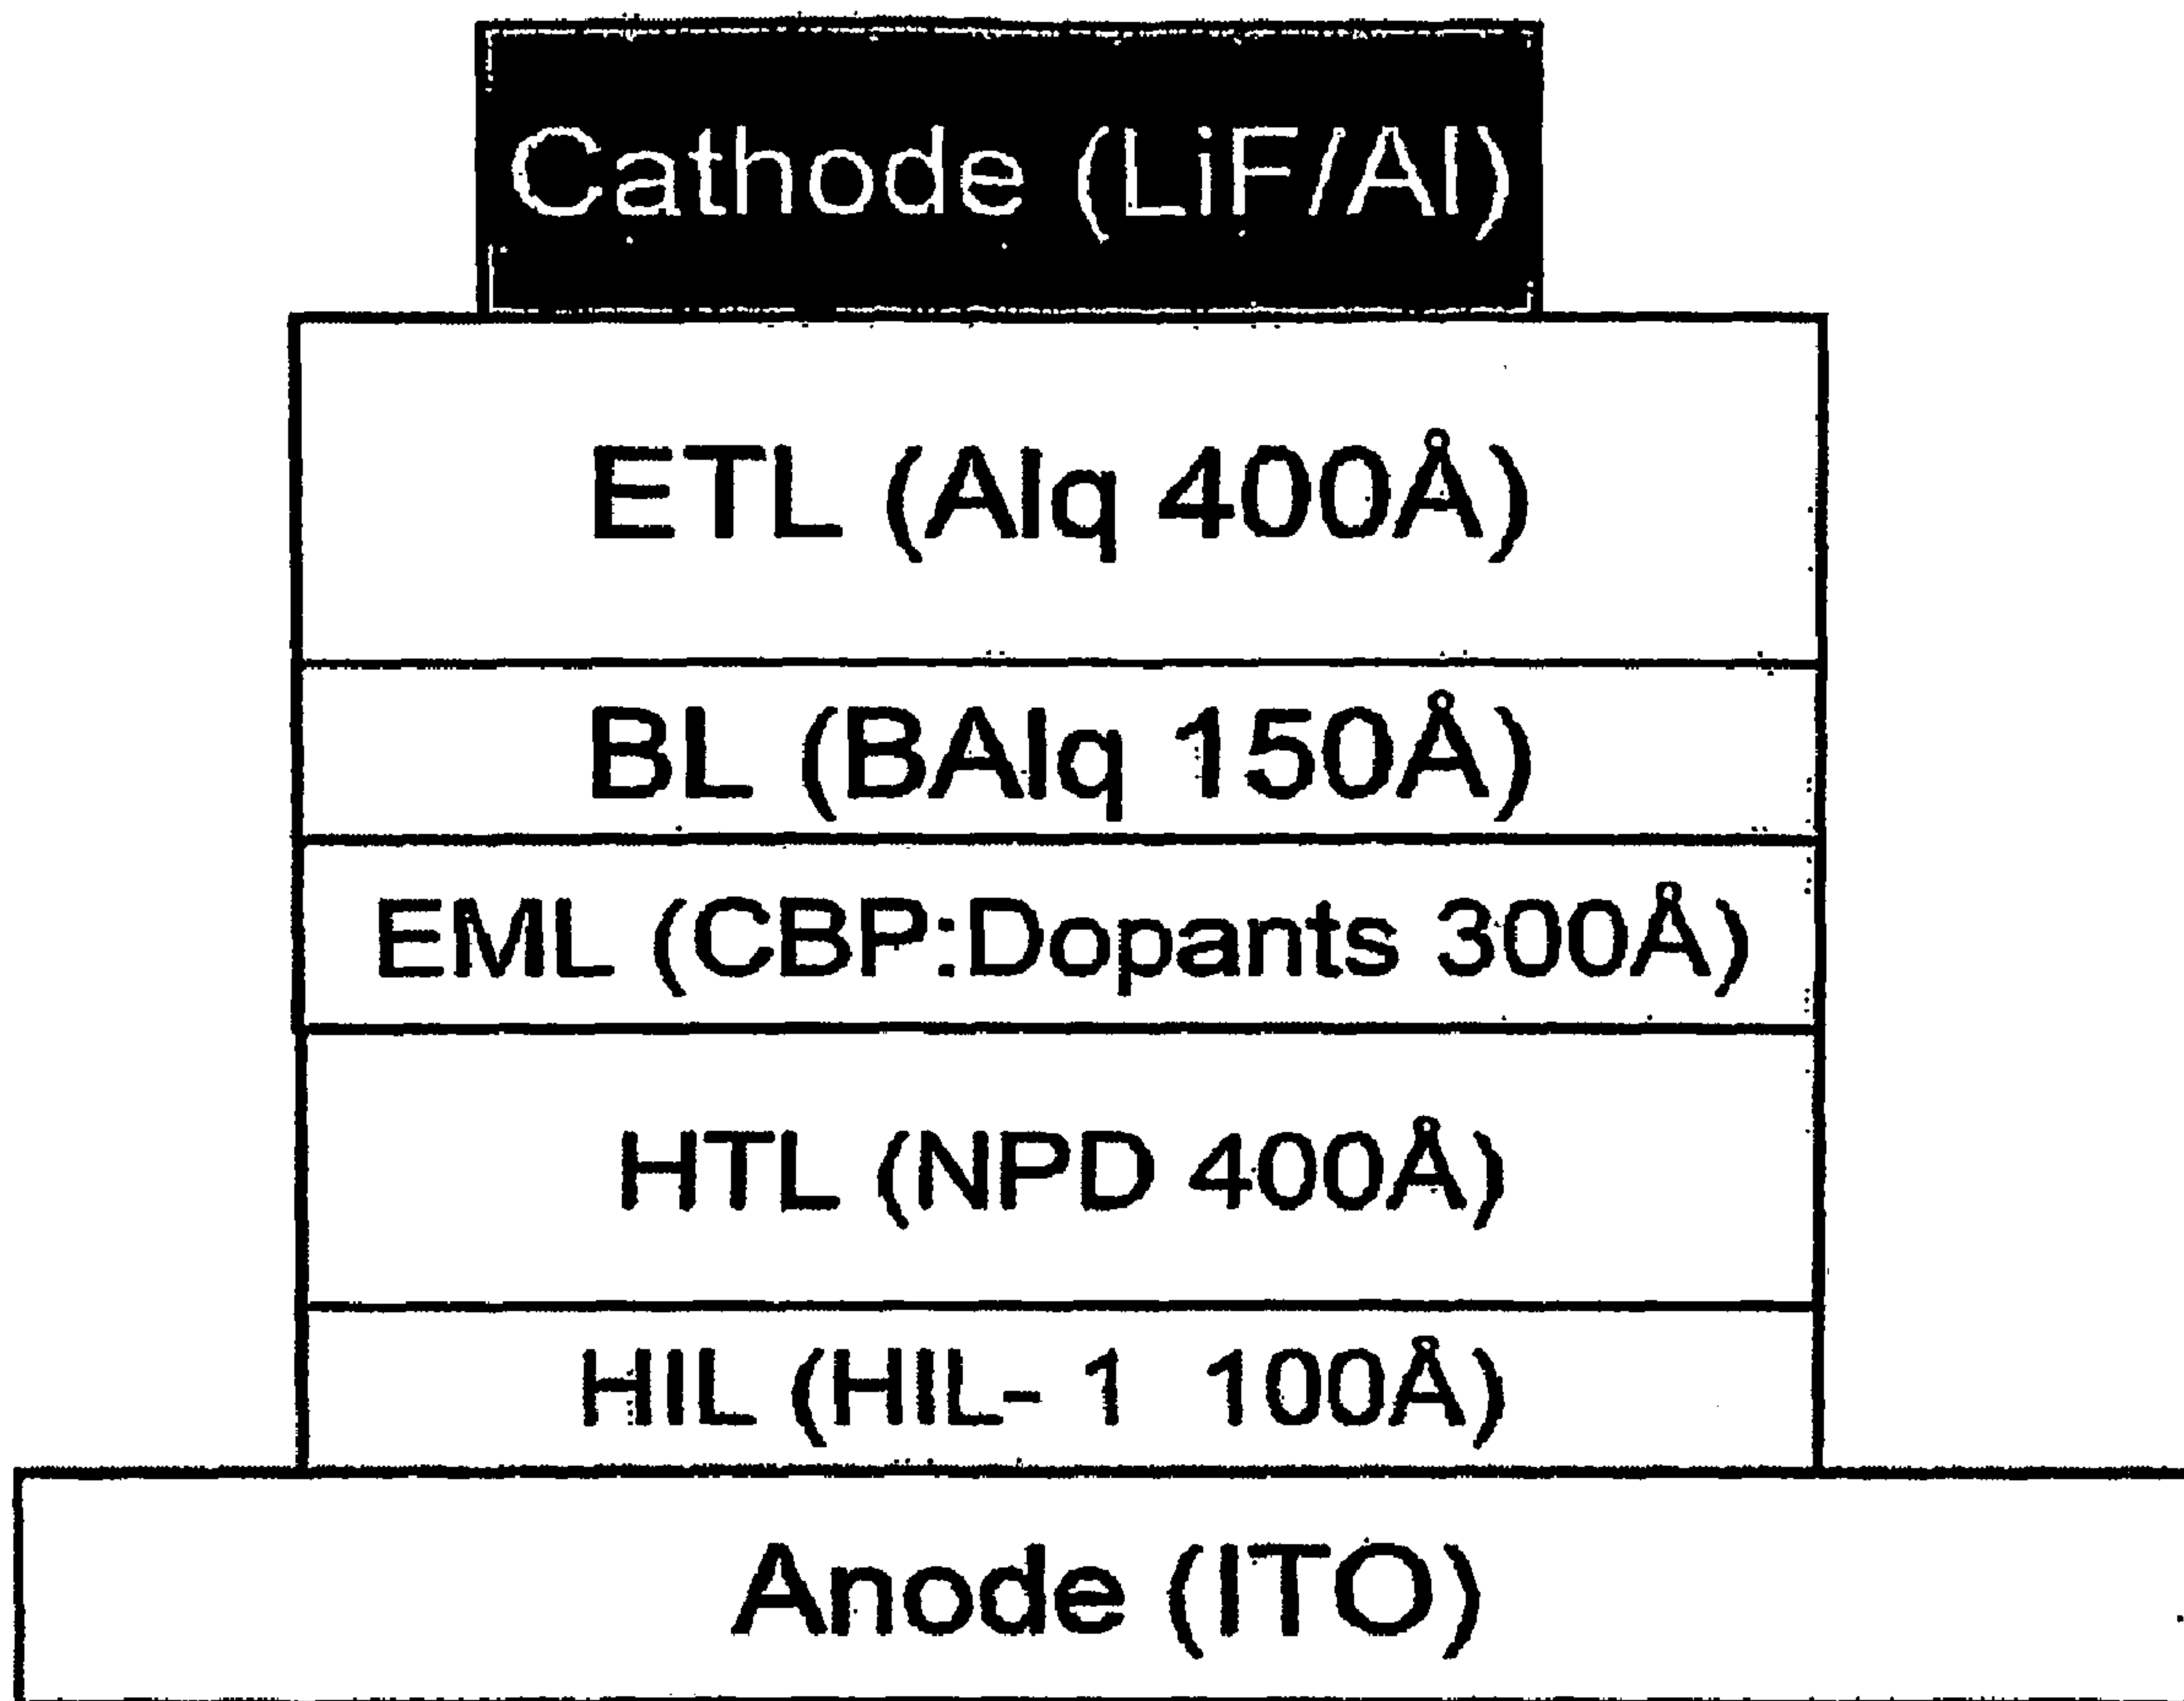 Cathode (LiF/Al)
ETL (Alq 400Å)
BL (BAlq 150Å)
EML (CBP:Dopants 300Å)
HTL (NPD 400Å)
HIL (HIL- 1 100Å)
Anode (ITO)